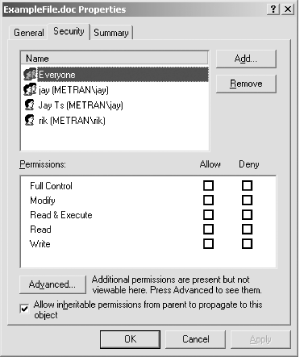 ExampleFile.doc Properties
General Security Summary
Name
Everyone
jay (METRAN\jay)
Jay Ts (METRAN\jay)
rik (METRAN\rik)
Add...
Remove
Permissions: Allow Deny
Full Control
Modify
Read & Execute
Read
Write
Advanced... Additional permissions are present but not
viewable here. Press Advanced to see them.
Allow inheritable permissions from parent to propagate to this
object
OK Cancel Apply